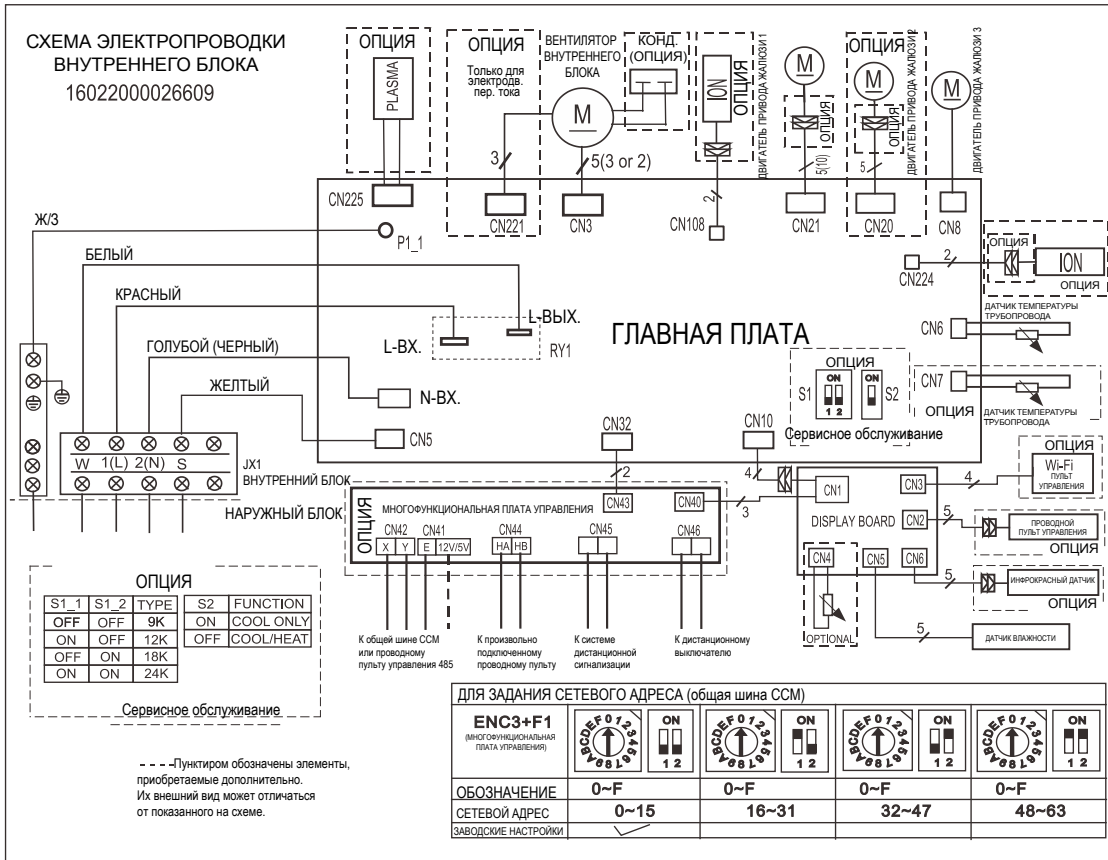 СХЕМА ЭЛЕКТРОПРОВОДКИ
ВНУТРЕННЕГО БЛОКА
16022000026609
ОПЦИЯ
PLASMA
CN225
P1_1
ОПЦИЯ
Только для
электродв.
пер. тока
3
CN221
ВЕНТИЛЯТОР
ВНУТРЕННЕГО
БЛОКА
M
5(3 or 2)
CN3
КОНД.
(ОПЦИЯ)
ION
ОПЦИЯ
2
CN108
ДВИГАТЕЛЬ ПРИВОДА ЖАЛЮЗИ 1
M
ОПЦИЯ
5(10)
CN21
ОПЦИЯ
M
ОПЦИЯ
5
CN20
ДВИГАТЕЛЬ ПРИВОДА ЖАЛЮЗИ 2
M
CN8
ДВИГАТЕЛЬ ПРИВОДА ЖАЛЮЗИ 3
Ж/З
БЕЛЫЙ
КРАСНЫЙ
ГОЛУБОЙ (ЧЕРНЫЙ)
ЖЕЛТЫЙ
L-ВЫХ.
L-ВХ.
RY1
N-ВХ.
CN5
ГЛАВНАЯ ПЛАТА
CN224
2
ОПЦИЯ
ION
ОПЦИЯ
ДАТЧИК ТЕМПЕРАТУРЫ
ТРУБОПРОВОДА
CN6
CN7
ОПЦИЯ
ДАТЧИК ТЕМПЕРАТУРЫ
ТРУБОПРОВОДА
ОПЦИЯ
S1
ON
1 2
ON
S2
Сервисное обслуживание
CN32
CN10
2
4
W 1(L) 2(N) S
JX1
ВНУТРЕННИЙ БЛОК
НАРУЖНЫЙ БЛОК
ОПЦИЯ
МНОГОФУНКЦИОНАЛЬНАЯ ПЛАТА УПРАВЛЕНИЯ
CN43
CN40
3
CN42
X Y
CN41
E 12V/5V
CN44
HA HB
CN45
CN46
К общей шине CCM
или проводному
пульту управления 485
К произвольно
подключенному
проводному пульту
К системе
дистанционной
сигнализации
К дистанционному
выключателю
CN1
CN3
DISPLAY BOARD
CN2
CN4
CN5
CN6
OPTIONAL
4
ОПЦИЯ
Wi-Fi
ПУЛЬТ
УПРАВЛЕНИЯ
5
ПРОВОДНОЙ
ПУЛЬТ УПРАВЛЕНИЯ
ОПЦИЯ
5
ИНФРОКРАСНЫЙ ДАТЧИК
ОПЦИЯ
5
ДАТЧИК ВЛАЖНОСТИ
ОПЦИЯ
S1_1 S1_2 TYPE
OFF OFF 9K
ON OFF 12K
OFF ON 18K
ON ON 24K
S2 FUNCTION
ON COOL ONLY
OFF COOL/HEAT
Сервисное обслуживание
----Пунктиром обозначены элементы,
приобретаемые дополнительно.
Их внешний вид может отличаться
от показанного на схеме.
ДЛЯ ЗАДАНИЯ СЕТЕВОГО АДРЕСА (общая шина CCM)
ENC3+F1
(МНОГОФУНКЦИОНАЛЬНАЯ
ПЛАТА УПРАВЛЕНИЯ)
0123456789ABCDEF
ON
1 2
0123456789ABCDEF
ON
1 2
0123456789ABCDEF
ON
1 2
0123456789ABCDEF
ON
1 2
ОБОЗНАЧЕНИЕ 0~F 0~F 0~F 0~F
СЕТЕВОЙ АДРЕС 0~15 16~31 32~47 48~63
ЗАВОДСКИЕ НАСТРОЙКИ